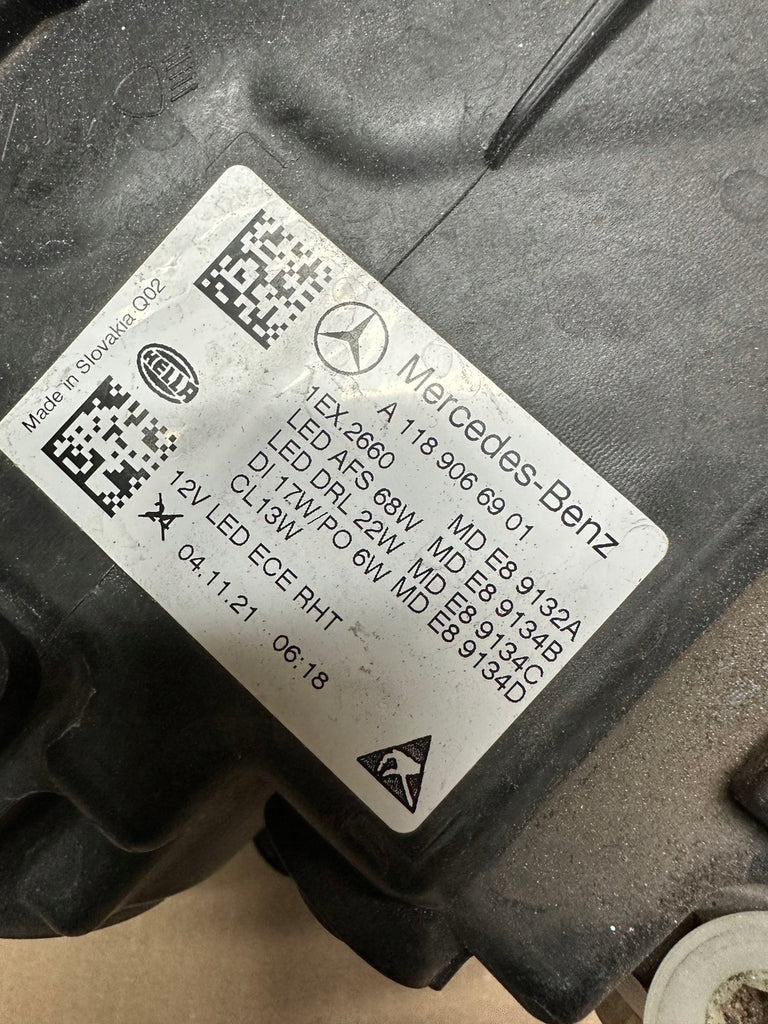 Made in Slovakia Q02
HELLA
Mercedes-Benz
A 118 906 69 01
1EX.2660
LED AFS 68W MD E8 9132A
LED DRL 22W MD E8 9134B
DI 17W/PO 6W MD E8 9134C
CL13W MD E8 9134D
12V LED ECE RHT
04.11.21 06:18